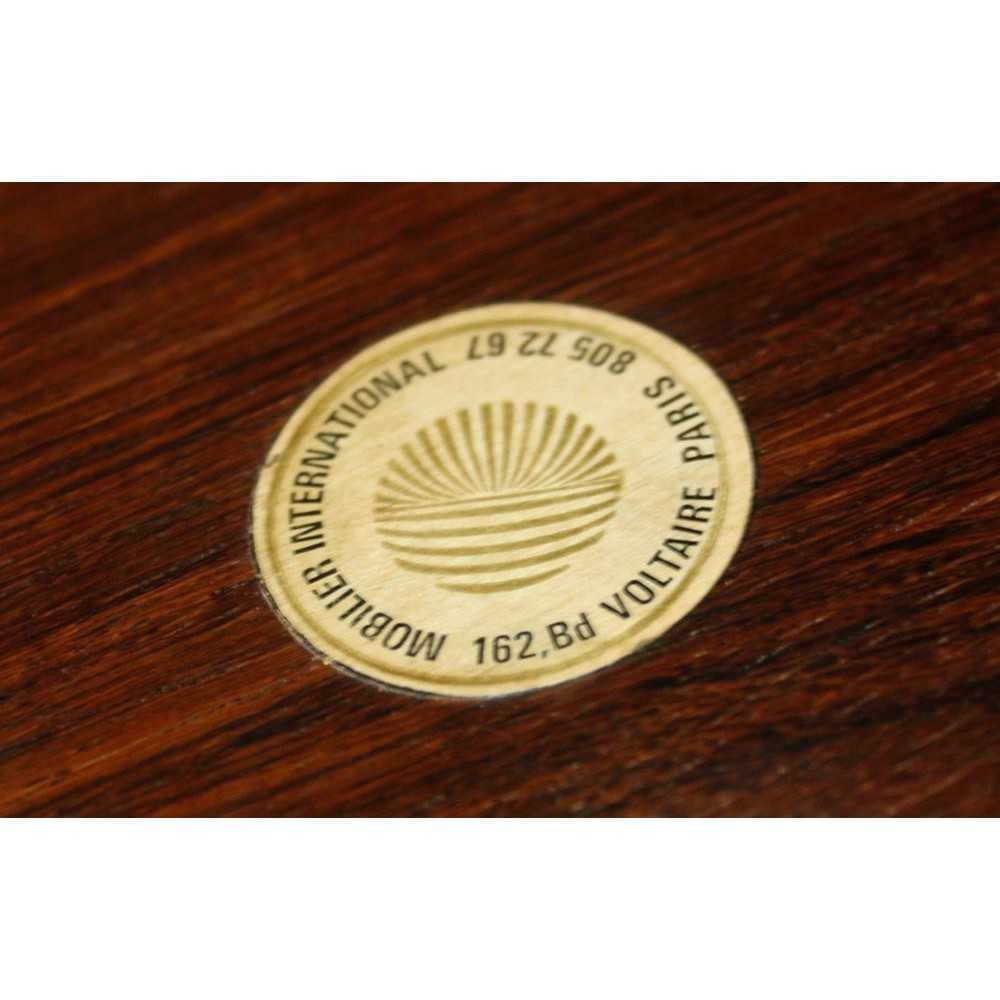 MOBILIER INTERNATIONAL
162, Bd VOLTAIRE PARIS
805 72 67